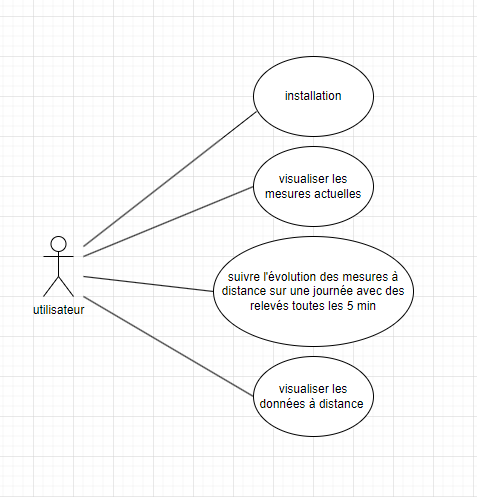 installation
visualiser les
mesures actuelles
suivre l'évolution des mesures à
distance sur une journée avec des
relevés toutes les 5 min
utilisateur
visualiser les
données à distance